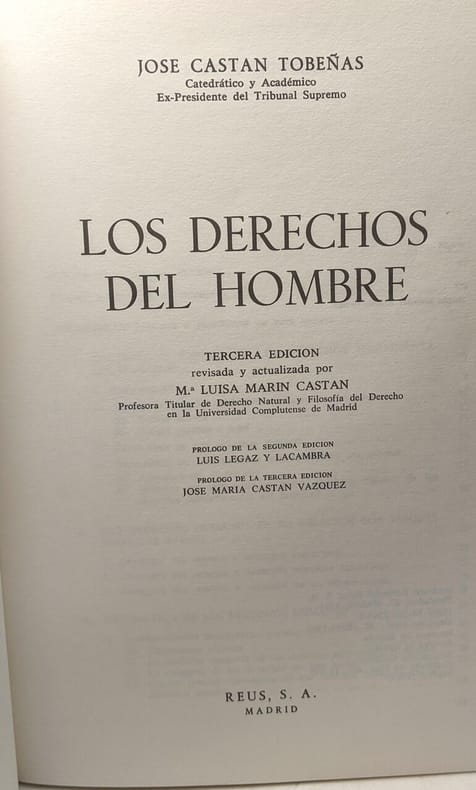 JOSE CASTAN TOBEÑAS
Catedrático y Académico
Ex-Presidente del Tribunal Supremo
LOS DERECHOS
DEL HOMBRE
TERCERA EDICION
revisada y actualizada por
M.ª LUISA MARIN CASTAN
Profesora Titular de Derecho Natural y Filosofía del Derecho
en la Universidad Complutense de Madrid
PROLOGO DE LA SEGUNDA EDICION
LUIS LEGAZ Y LACAMBRA
PROLOGO DE LA TERCERA EDICION
JOSE MARIA CASTAN VAZQUEZ
REUS, S. A.
MADRID